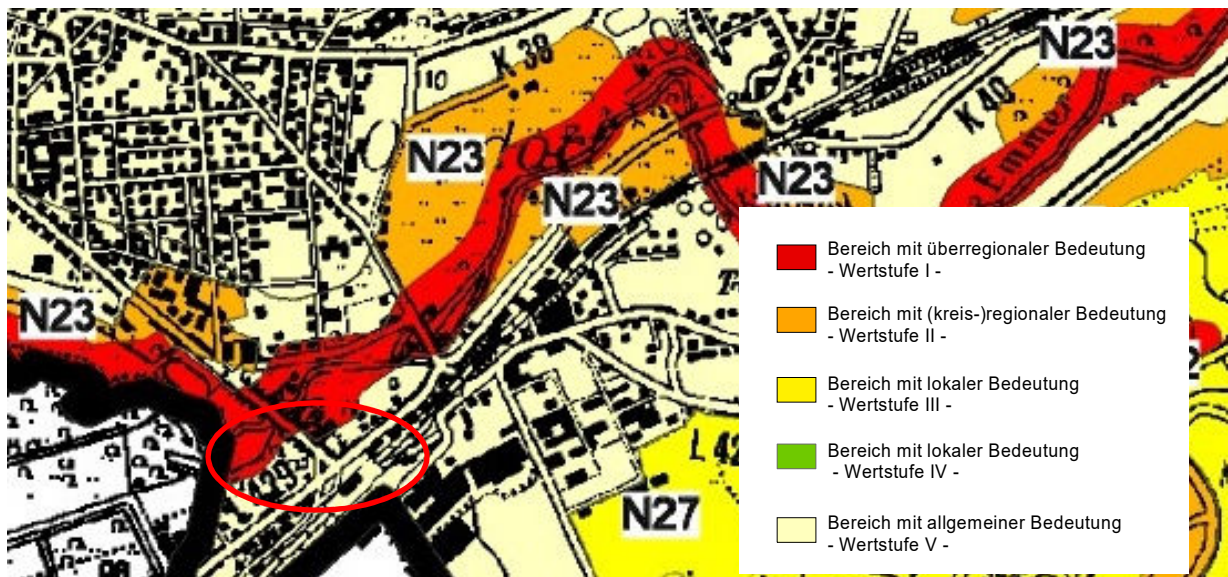 K 38
N23
K 40
10
N23
Emmer
N23
N23
N23
L 42
N27
Bereich mit überregionaler Bedeutung
- Wertstufe I -
Bereich mit (kreis-)regionaler Bedeutung
- Wertstufe II -
Bereich mit lokaler Bedeutung
- Wertstufe III -
Bereich mit lokaler Bedeutung
- Wertstufe IV -
Bereich mit allgemeiner Bedeutung
- Wertstufe V -